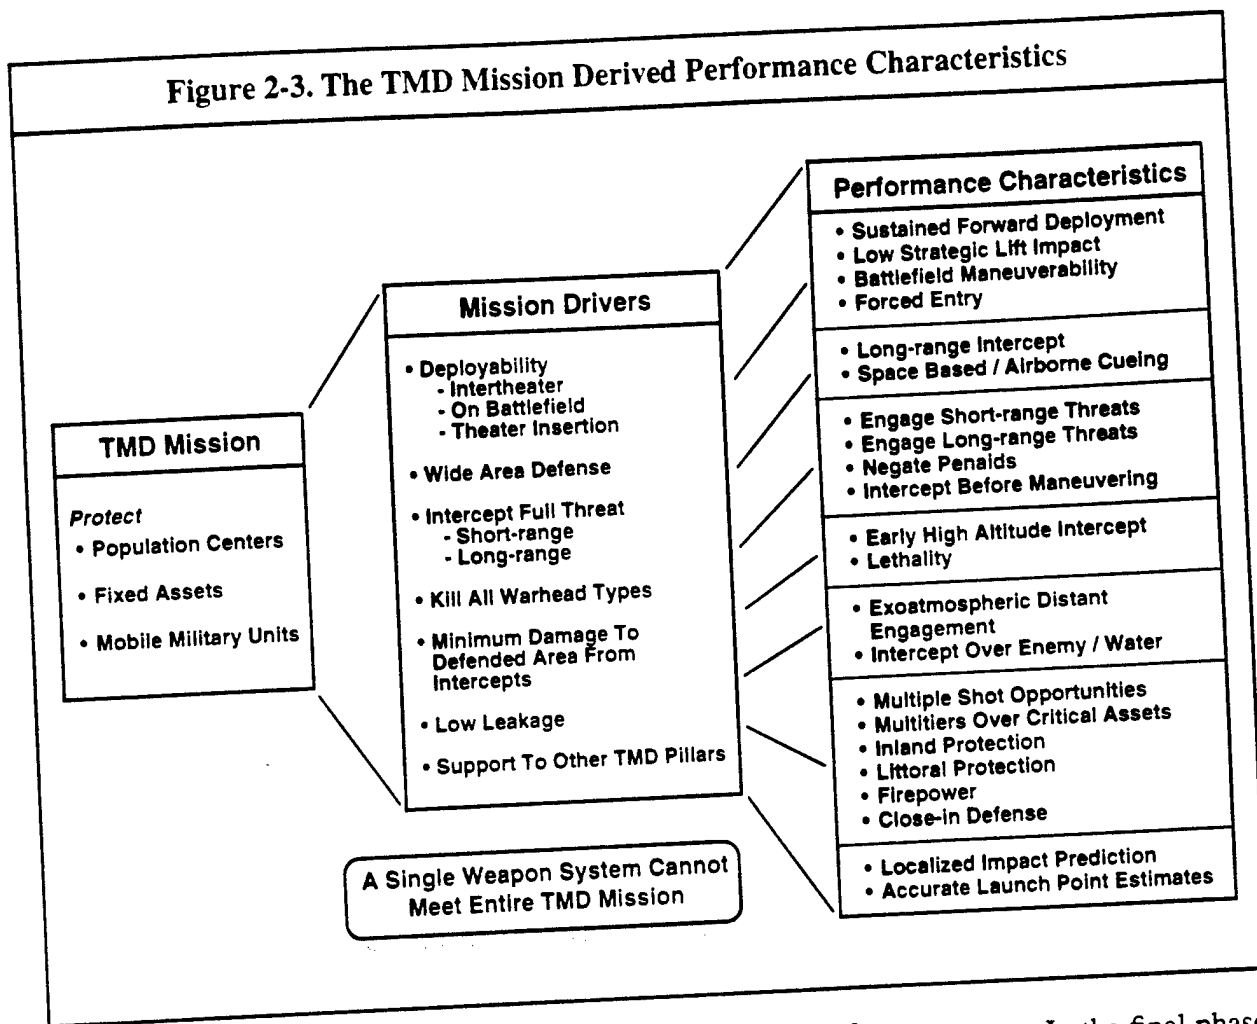 Figure 2-3. The TMD Mission Derived Performance Characteristics
TMD Mission
Protect
• Population Centers
• Fixed Assets
• Mobile Military Units
Mission Drivers
• Deployability
- Intertheater
- On Battlefield
- Theater Insertion
• Wide Area Defense
• Intercept Full Threat
- Short-range
- Long-range
• Kill All Warhead Types
• Minimum Damage To
Defended Area From
Intercepts
• Low Leakage
• Support To Other TMD Pillars
A Single Weapon System Cannot
Meet Entire TMD Mission
Performance Characteristics
• Sustained Forward Deployment
• Low Strategic Lift Impact
• Battlefield Maneuverability
• Forced Entry
• Long-range Intercept
• Space Based / Airborne Cueing
• Engage Short-range Threats
• Engage Long-range Threats
• Negate Penaids
• Intercept Before Maneuvering
• Early High Altitude Intercept
• Lethality
• Exoatmospheric Distant
Engagement
• Intercept Over Enemy / Water
• Multiple Shot Opportunities
• Multitiers Over Critical Assets
• Inland Protection
• Littoral Protection
• Firepower
• Close-in Defense
• Localized Impact Prediction
• Accurate Launch Point Estimates
In the final phase